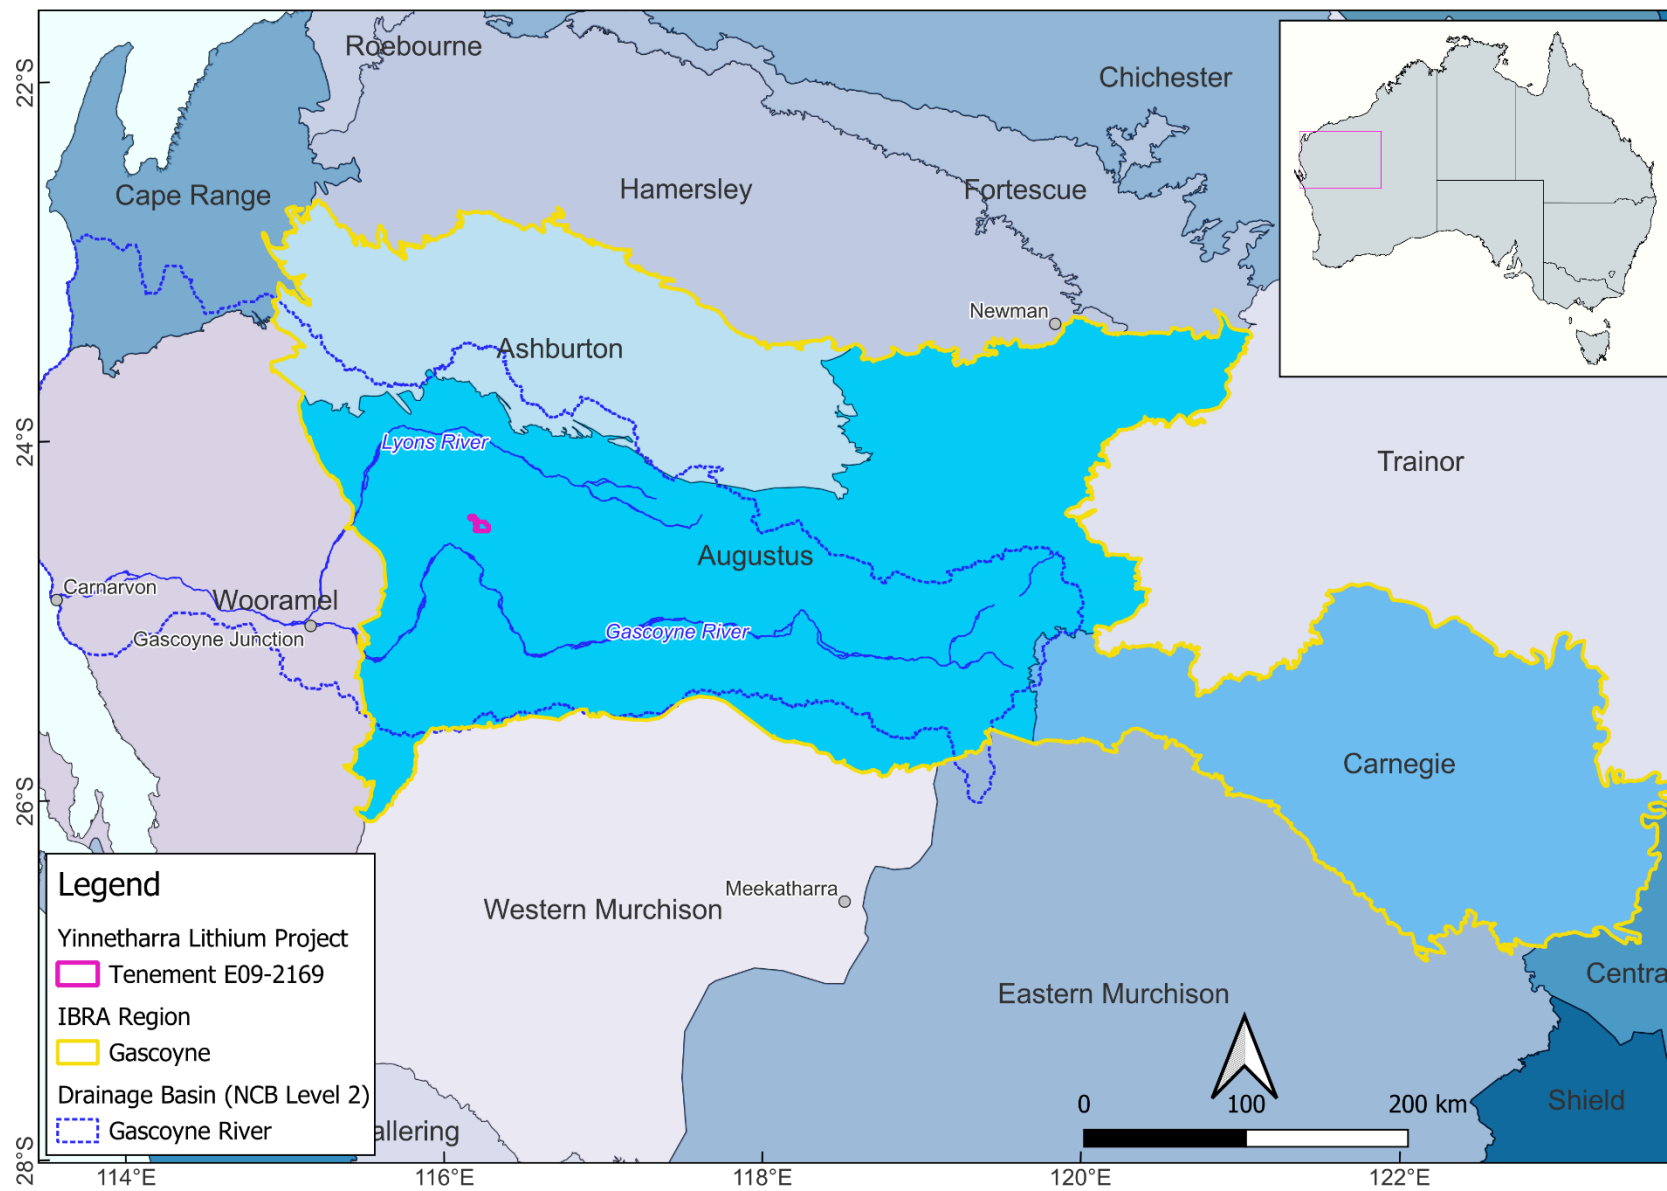 Roebourne
Chichester
22°S
Cape Range
Hamersley
Fortescue
Newman
Ashburton
24°S
Lyons River
Trainor
Augustus
Carnarvon
Wooramel
Gascoyne River
Gascoyne Junction
Carnegie
26°S
Meekatharra
Western Murchison
Eastern Murchison
Centra
Shield
allering
Legend
Yinnetharra Lithium Project
Tenement E09-2169
IBRA Region
Gascoyne
Drainage Basin (NCB Level 2)
Gascoyne River
0 100 200 km
28°S
114°E 116°E 118°E 120°E 122°E